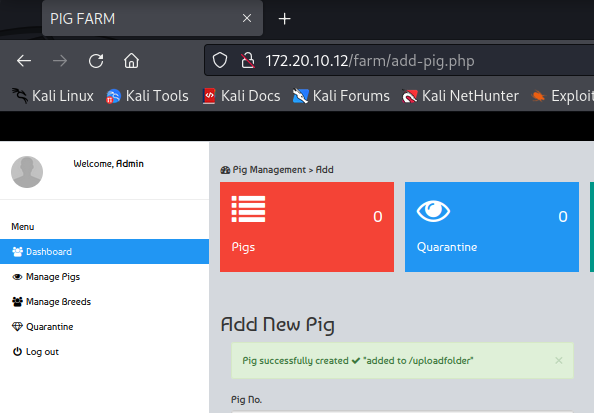 PIG FARM
172.20.10.12/farm/add-pig.php
Kali Linux Kali Tools Kali Docs Kali Forums Kali NetHunter Exploit
Welcome, Admin
Pig Management > Add
0
0
Pigs
Quarantine
Menu
Dashboard
Manage Pigs
Manage Breeds
Quarantine
Log out
Add New Pig
Pig successfully created ✔ "added to /uploadfolder"
×
Pig No.